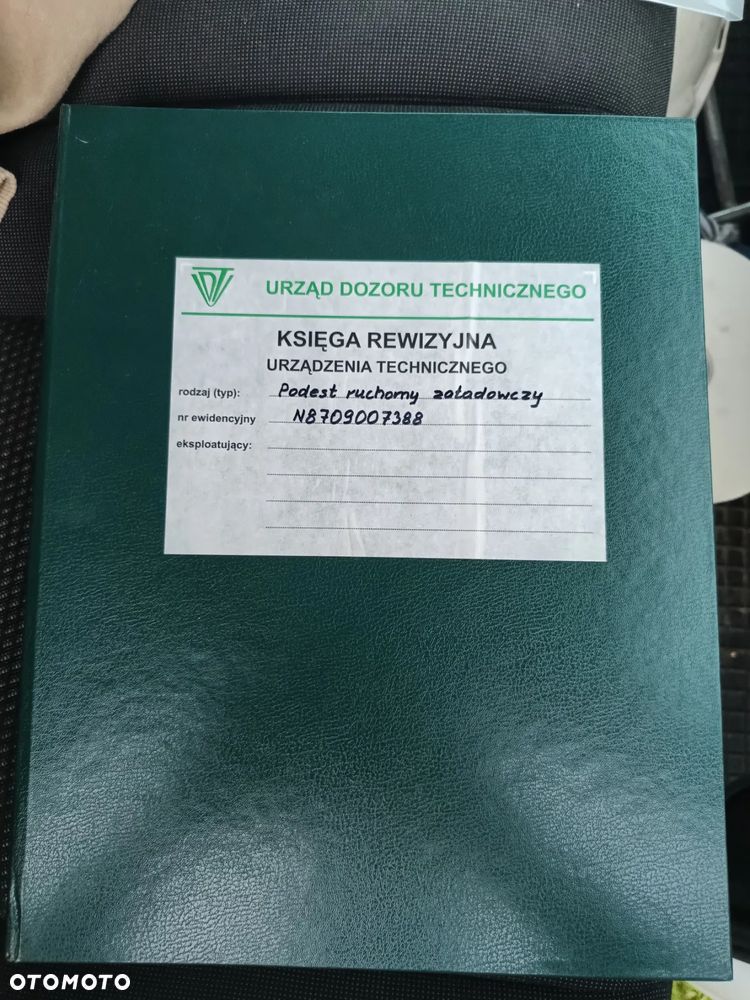 UDT
URZĄD DOZORU TECHNICZNEGO
KSIĘGA REWIZYJNA
URZĄDZENIA TECHNICZNEGO
rodzaj (typ): Podest ruchomy załadowczy
nr ewidencyjny N8709007388
eksploatujący:
OTOMOTO